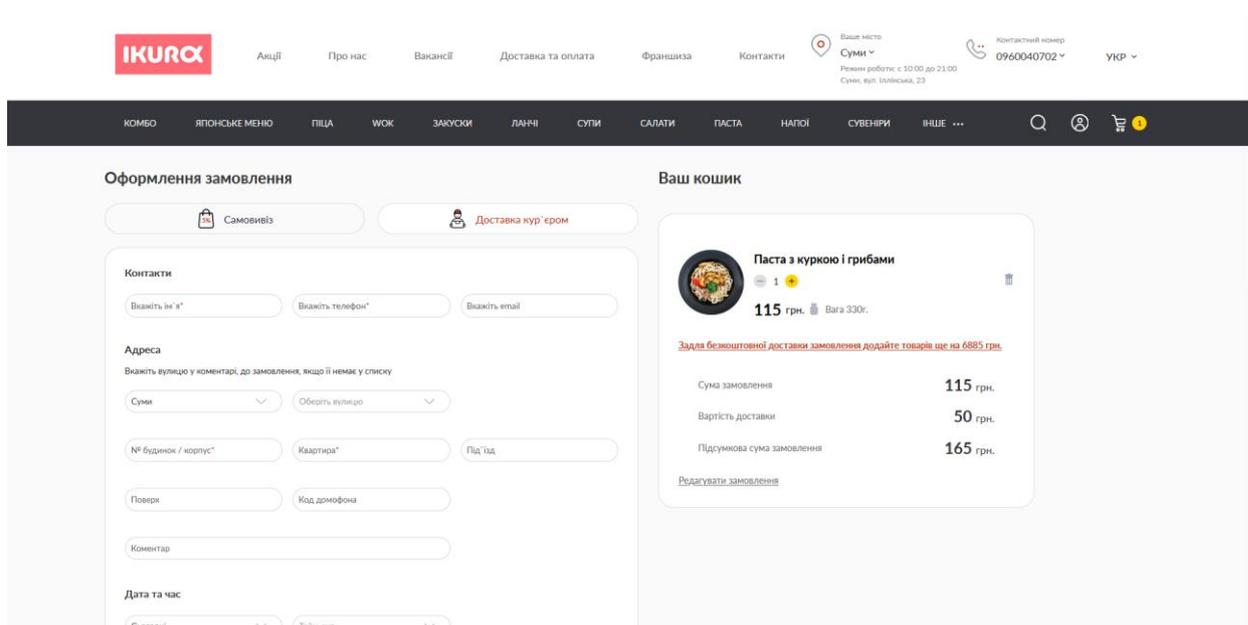 IKURA
Акції
Про нас
Вакансії
Доставка та оплата
Франшиза
Контакти
Ваше місто
Суми
Режим роботи: с 10:00 до 21:00
Суми, вул. Іллінська, 23
Контактний номер
0960040702
УКР
КОМБО
ЯПОНСЬКЕ МЕНЮ
ПІЦА
WOK
ЗАКУСКИ
ЛАНЧІ
СУПИ
САЛАТИ
ПАСТА
НАПОЇ
СУВЕНІРИ
ІНШЕ •••
1
Оформлення замовлення
5%
Самовивіз
Доставка кур`єром
Контакти
Вкажіть ім`я*
Вкажіть телефон*
Вкажіть email
Адреса
Вкажіть вулицю у коментарі, до замовлення, якщо її немає у списку
Суми
Оберіть вулицю
№ будинок / корпус*
Квартира*
Під`їзд
Поверх
Код домофона
Коментар
Дата та час
Ваш кошик
Паста з куркою і грибами
1
115 грн.
Вага 330г.
Задля безкоштовної доставки замовлення додайте товарів ще на 6885 грн.
Сума замовлення
115 грн.
Вартість доставки
50 грн.
Підсумкова сума замовлення
165 грн.
Редагувати замовлення